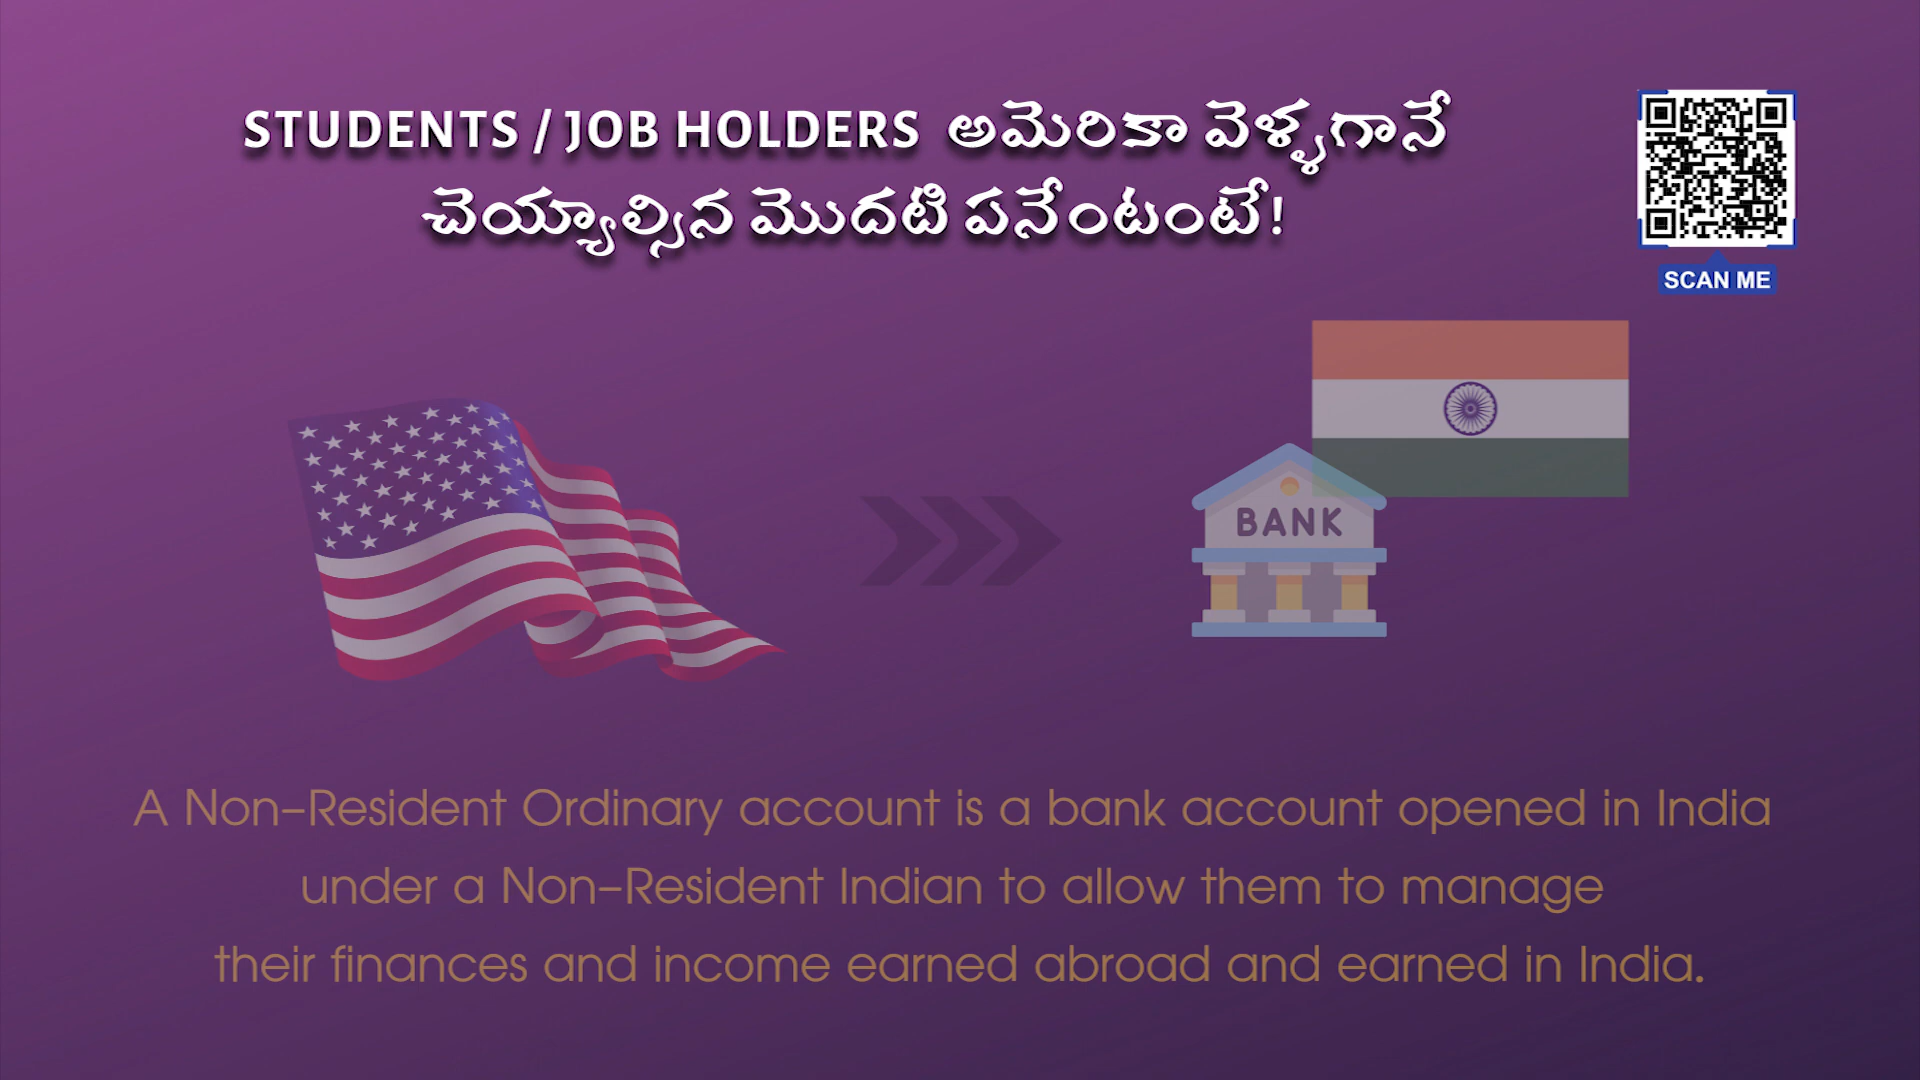 STUDENTS / JOB HOLDERS అమెరికా వెళ్ళగానే
చెయ్యాల్సిన మొదటి పనేంటంటే!
SCAN ME
BANK
A Non-Resident Ordinary account is a bank account opened in India
under a Non-Resident Indian to allow them to manage
their finances and income earned abroad and earned in India.